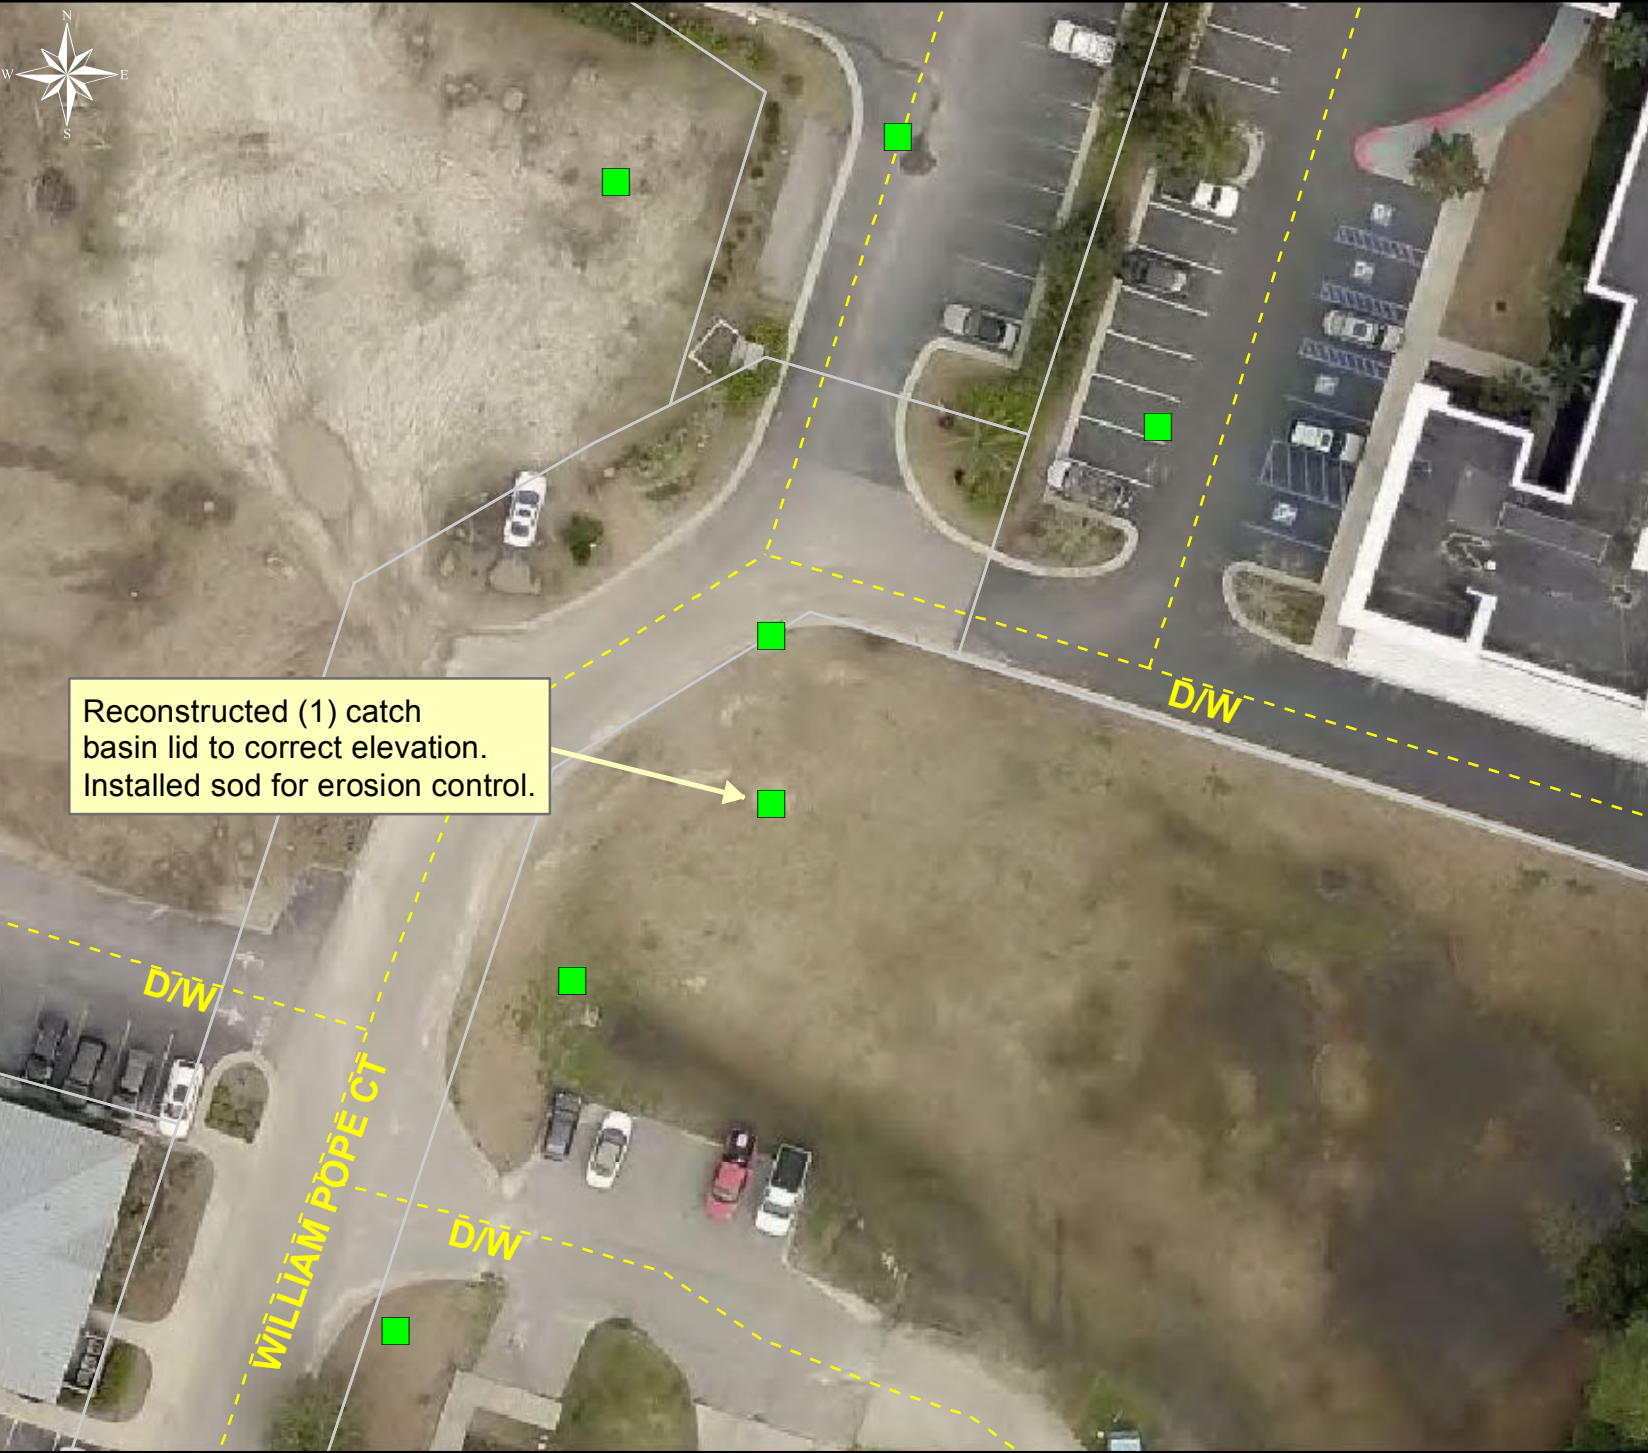 N
W E
S
Reconstructed (1) catch
basin lid to correct elevation.
Installed sod for erosion control.
D/W
D/W
WILLIAM POPE CT
D/W